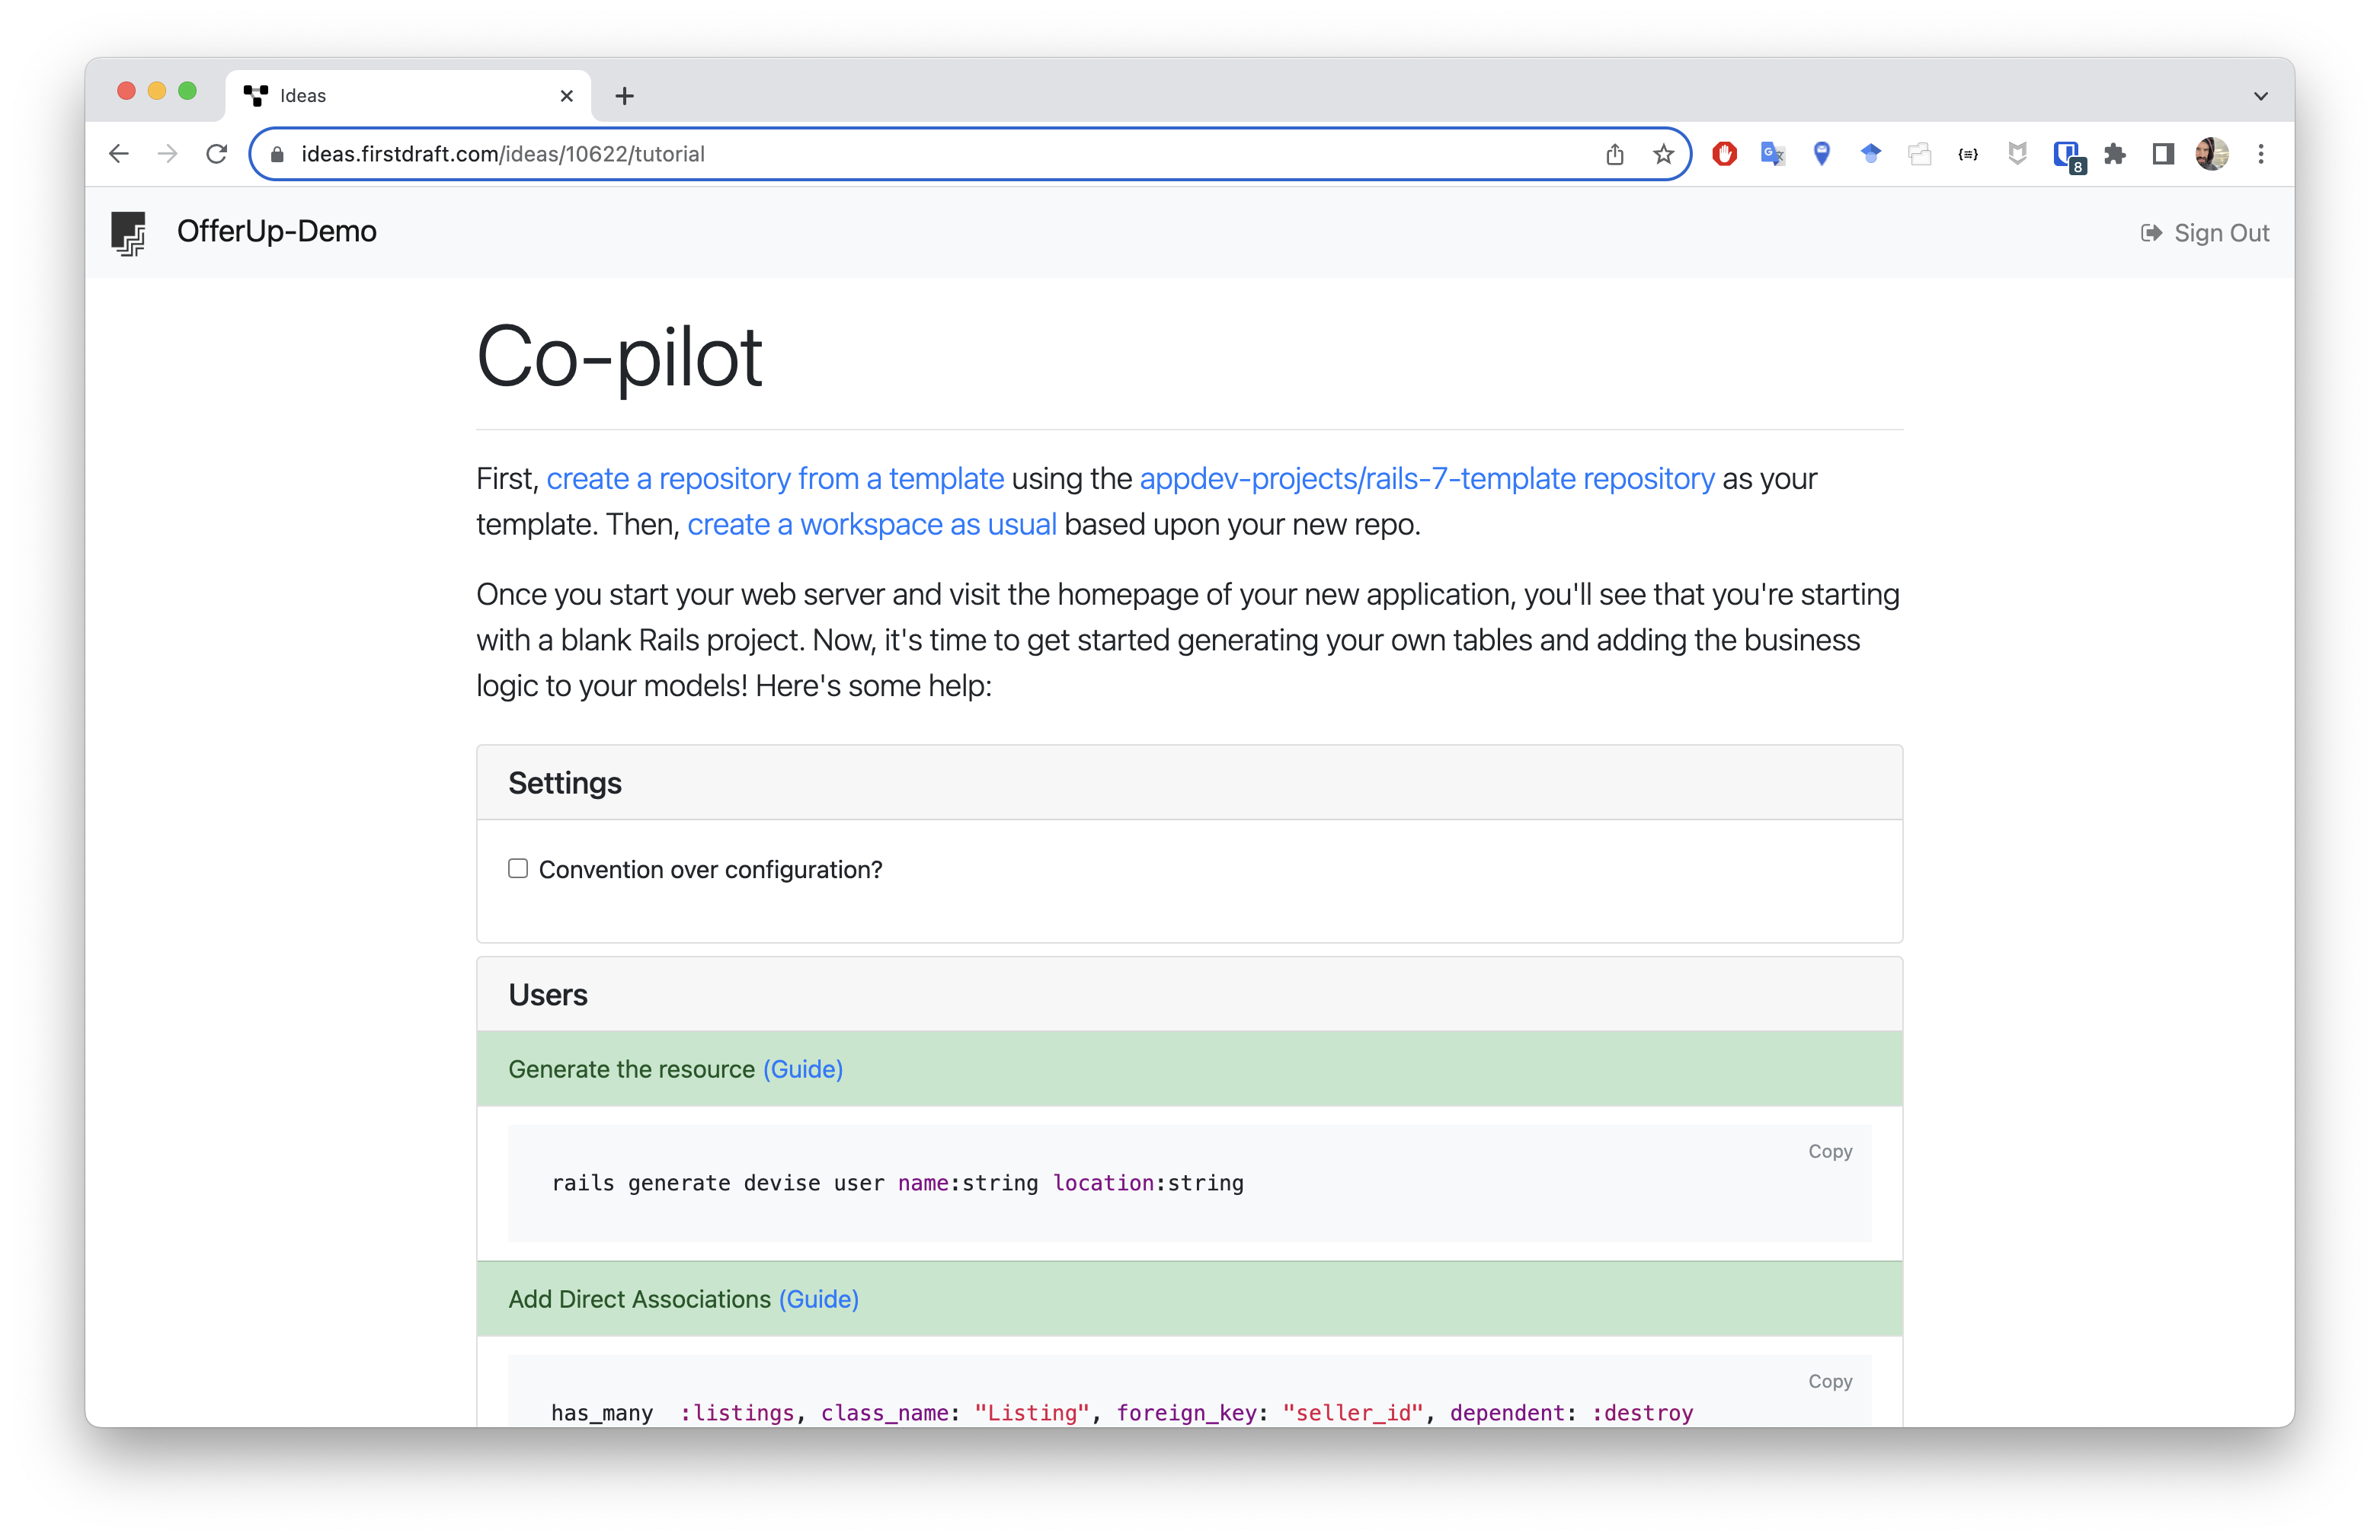 Ideas
ideas.firstdraft.com/ideas/10622/tutorial
8
OfferUp-Demo
Sign Out
Co-pilot
First, create a repository from a template using the appdev-projects/rails-7-template repository as your
template. Then, create a workspace as usual based upon your new repo.
Once you start your web server and visit the homepage of your new application, you'll see that you're starting
with a blank Rails project. Now, it's time to get started generating your own tables and adding the business
logic to your models! Here's some help:
Settings
Convention over configuration?
Users
Generate the resource (Guide)
Copy
rails generate devise user name:string location:string
Add Direct Associations (Guide)
Copy
has_many  :listings, class_name: "Listing", foreign_key: "seller_id", dependent: :destroy